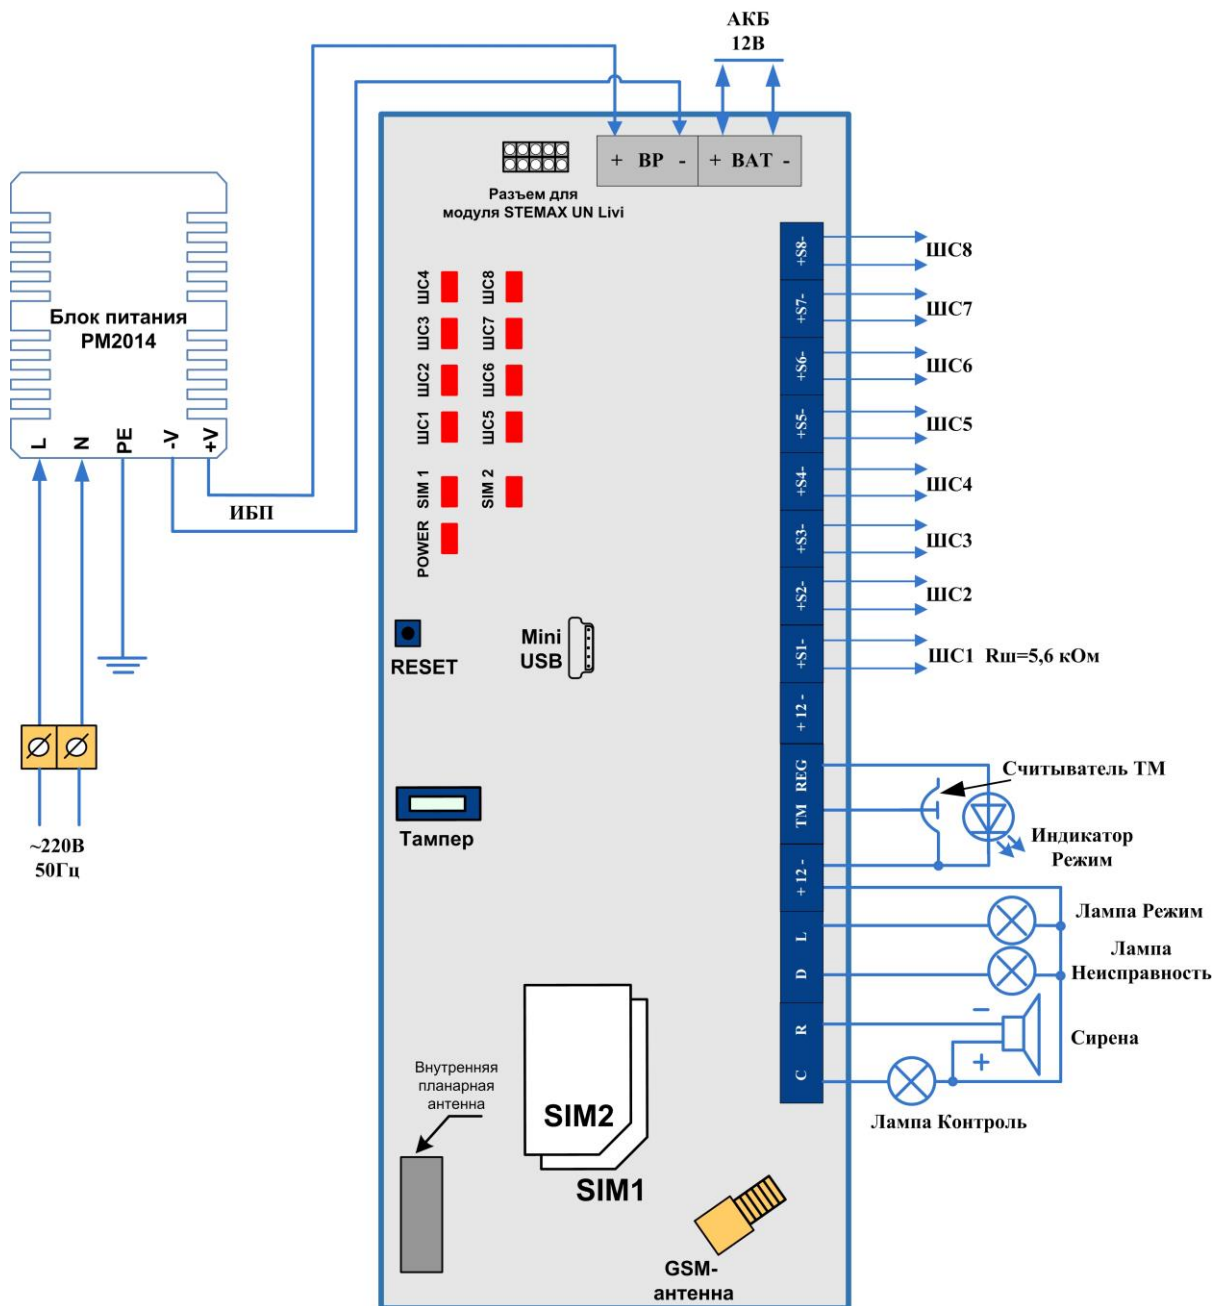 АКБ
12В
+ ВР -
+ ВАТ -
Разъем для
модуля STEMAX UN Livi
Блок питания
PM2014
L
N
PE
-V
+V
ИБП
~220В
50Гц
ШС4
ШС8
ШС3
ШС7
ШС2
ШС6
ШС1
ШС5
SIM 1
SIM 2
POWER
RESET
Mini
USB
Тампер
Внутренняя
планарная
антенна
SIM2
SIM1
GSM-
антенна
+S8-
ШС8
+S7-
ШС7
+S6-
ШС6
+S5-
ШС5
+S4-
ШС4
+S3-
ШС3
+S2-
ШС2
+S1-
ШС1 Rш=5,6 кОм
+ 12 -
REG
Считыватель ТМ
TM
Индикатор
Режим
+ 12 -
L
Лампа Режим
D
Лампа
Неисправность
R
−
Сирена
+
C
Лампа Контроль